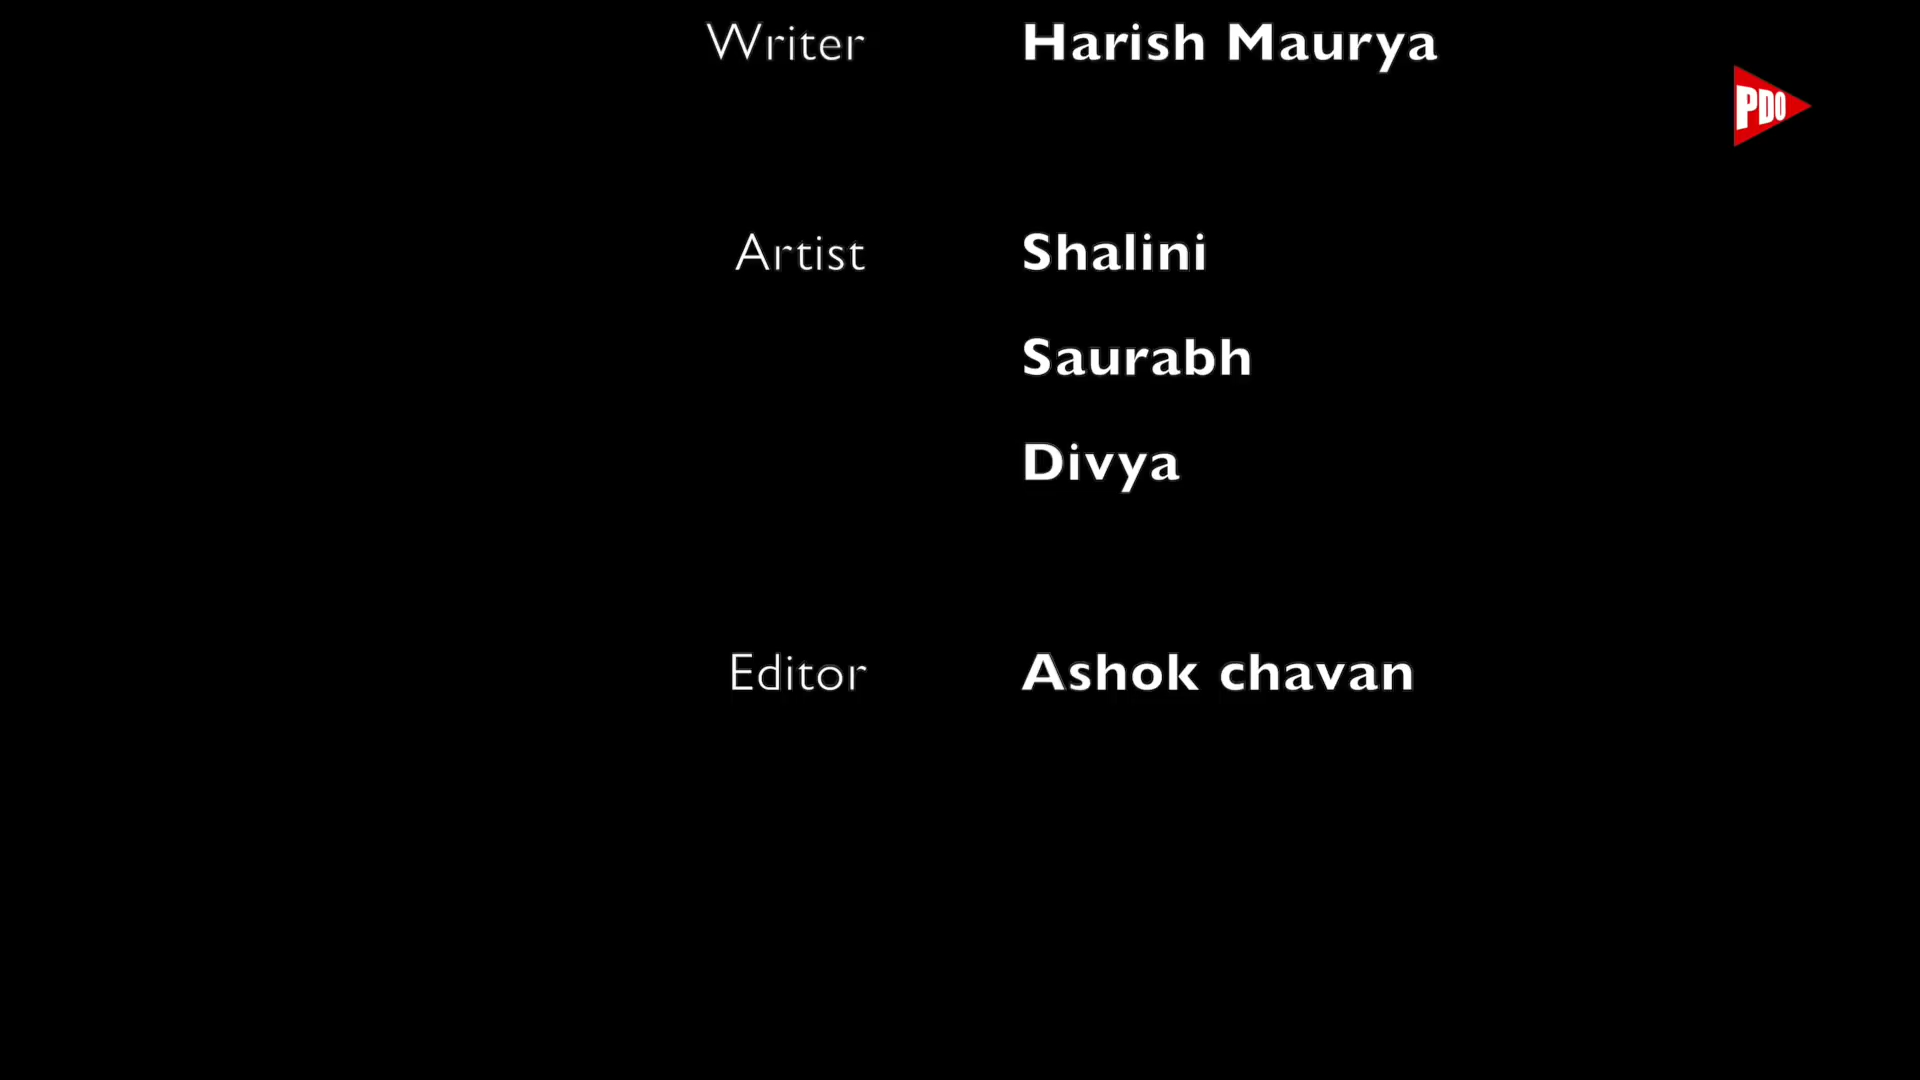 Writer Harish Maurya
PDO
Artist Shalini
Saurabh
Divya
Editor Ashok chavan